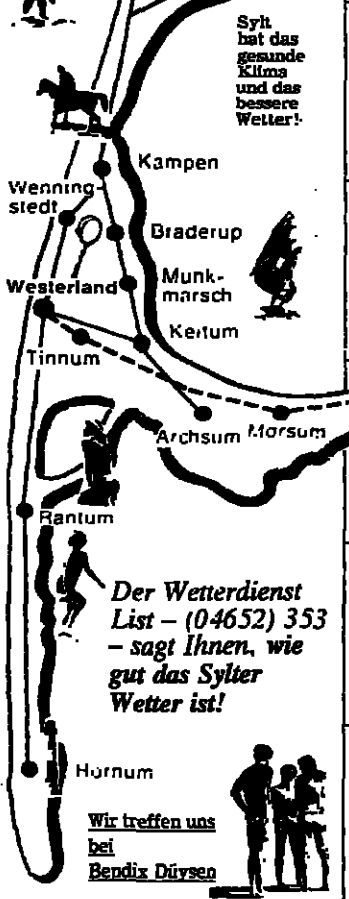 Sylt
hat das
gesunde
Klima
und das
bessere
Wetter!
Kampen
Wenning-
stedt
Braderup
Westerland
Munk-
marsch
Keitum
Tinnum
Archsum
Morsum
Rantum
Der Wetterdienst
List – (04652) 353
– sagt Ihnen, wie
gut das Sylter
Wetter ist!
Hörnum
Wir treffen uns
bei
Bendix Düysen